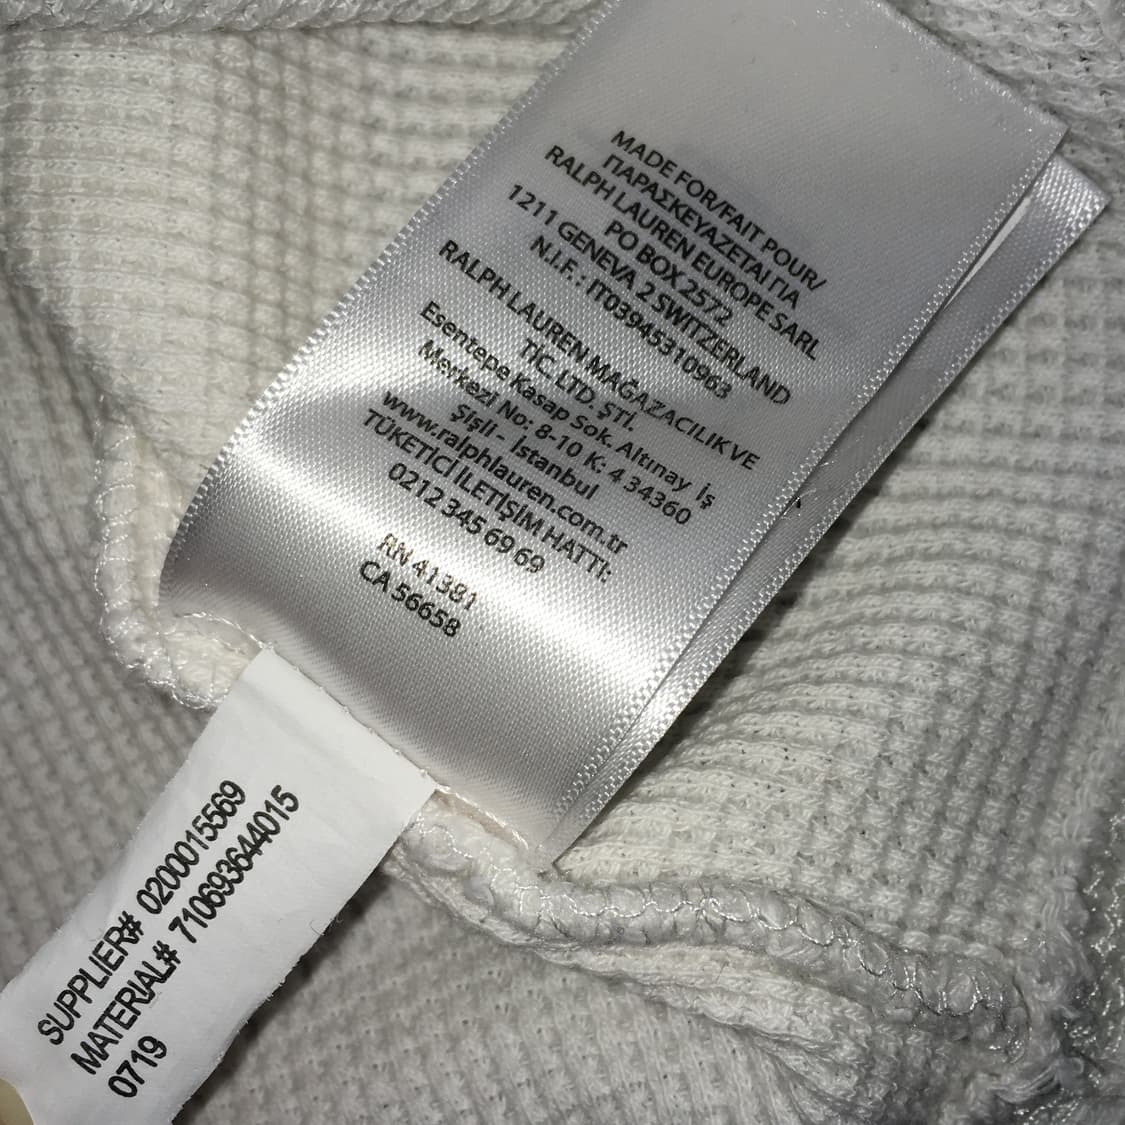 MADE FOR/FAIT POUR/
ΠΑΡΑΣΚΕΥΑΖΕΤΑΙ ΓΙΑ
RALPH LAUREN EUROPE SARL
PO BOX 2572
1211 GENEVA 2 SWITZERLAND
N.I.F.: IT03945310963
RALPH LAUREN MAĞAZACILIK VE
TİC. LTD. ŞTİ.
Esentepe Kasap Sok. Altınay İş
Merkezi No: 8-10 K: 4 34360
Şişli - İstanbul
www.ralphlauren.com.tr
TÜKETİCİ İLETİŞİM HATTI:
0212 345 69 69
RN 41381
CA 56658
SUPPLIER# 0200015569
MATERIAL# 710693644015
0719